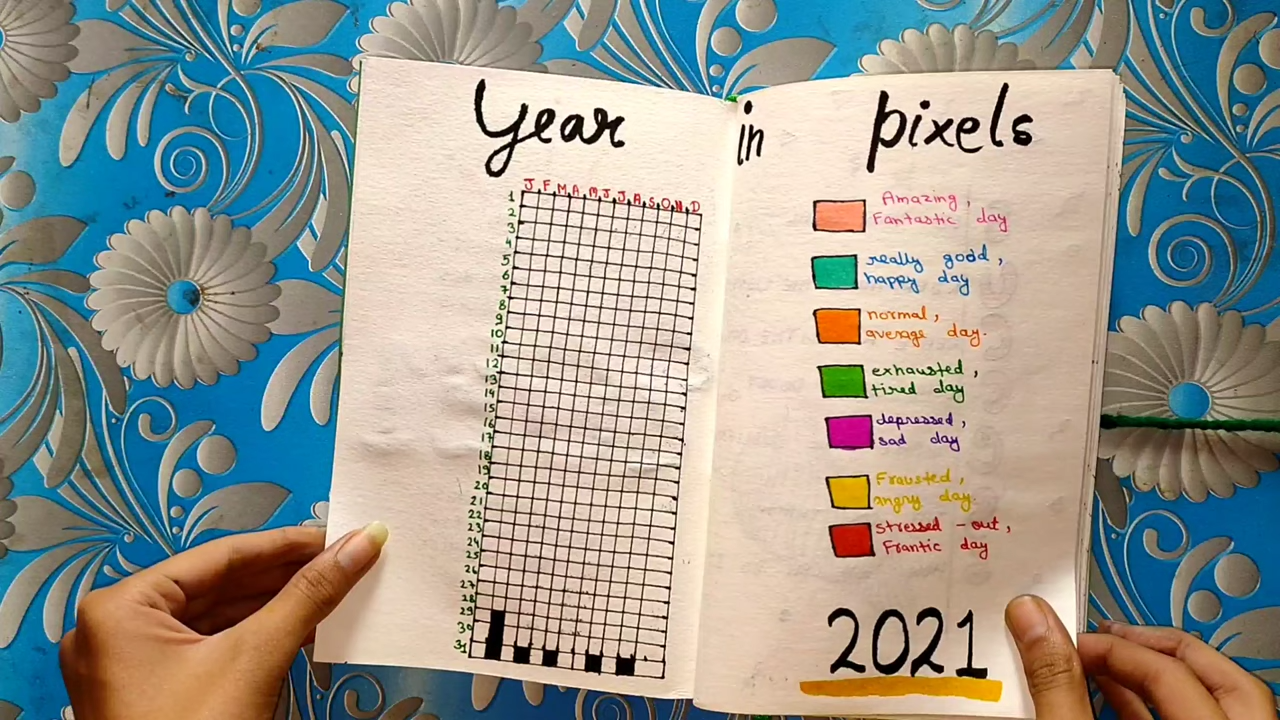 Year in pixels
J F M A M J J A S O N D
1
2
3
4
5
6
7
8
9
10
11
12
13
14
15
16
17
18
19
20
21
22
23
24
25
26
27
28
29
30
31
Amazing,
Fantastic day
really good,
happy day
normal,
average day.
exhausted,
tired day
depressed,
sad day
Frausted,
angry day.
stressed-out,
Frantic day
2021